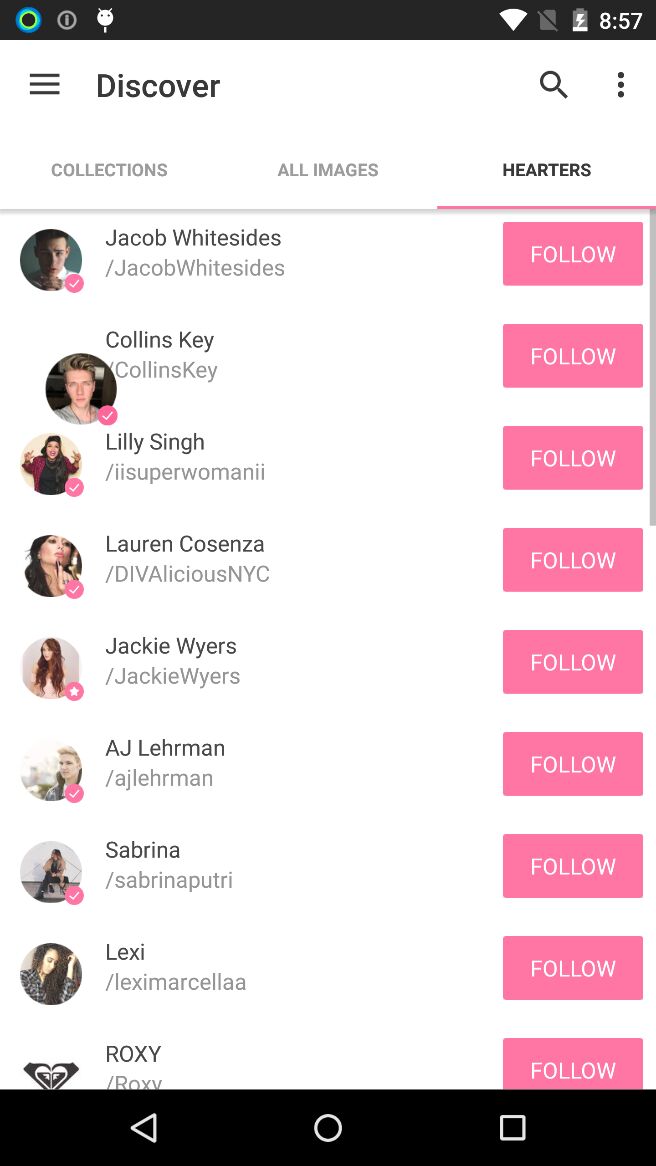 8:57
Discover
COLLECTIONS
ALL IMAGES
HEARTERS
Jacob Whitesides
/JacobWhitesides
FOLLOW
Collins Key
/CollinsKey
FOLLOW
Lilly Singh
/iisuperwomanii
FOLLOW
Lauren Cosenza
/DIVAliciousNYC
FOLLOW
Jackie Wyers
/JackieWyers
FOLLOW
AJ Lehrman
/ajlehrman
FOLLOW
Sabrina
/sabrinaputri
FOLLOW
Lexi
/leximarcellaa
FOLLOW
ROXY
/Roxy
FOLLOW